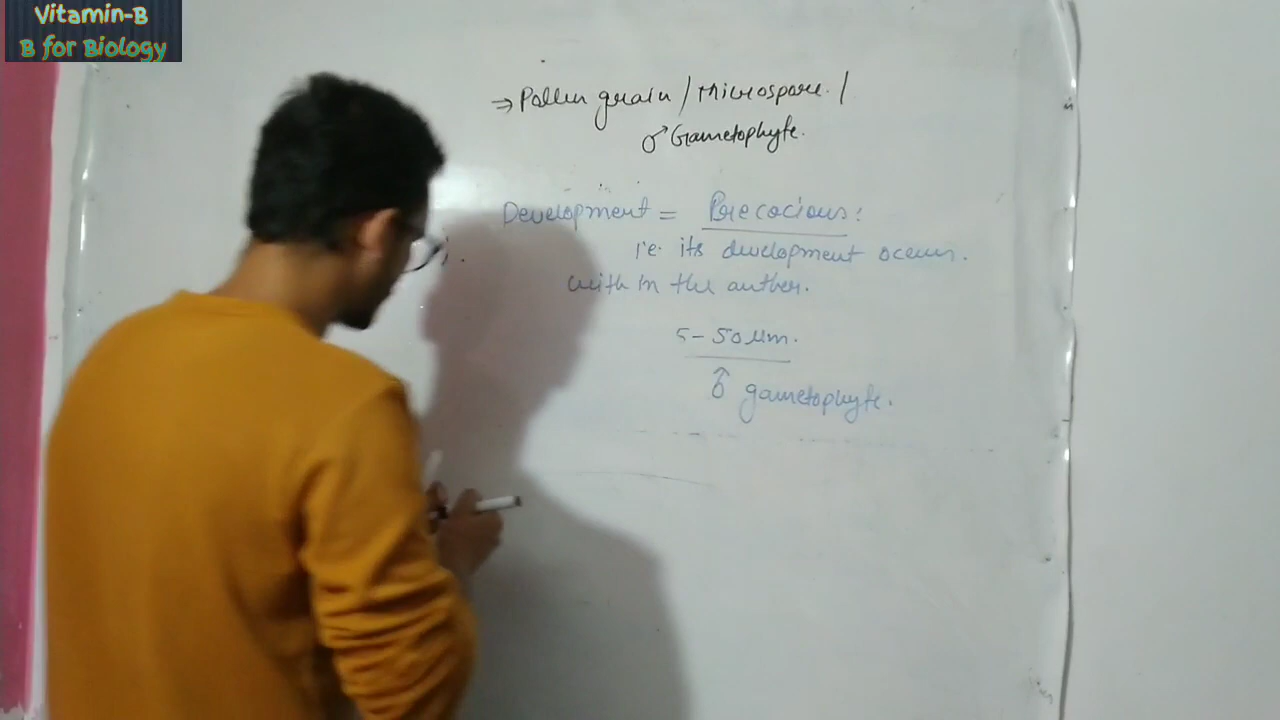 Vitamin-B
B for Biology
⇒ Pollen grain / Microspore. /
♂ Gametophyte.
Development = Precocious:
i.e. its development occurs.
with in the anther.
5-50 µm.
♂ gametophyte.